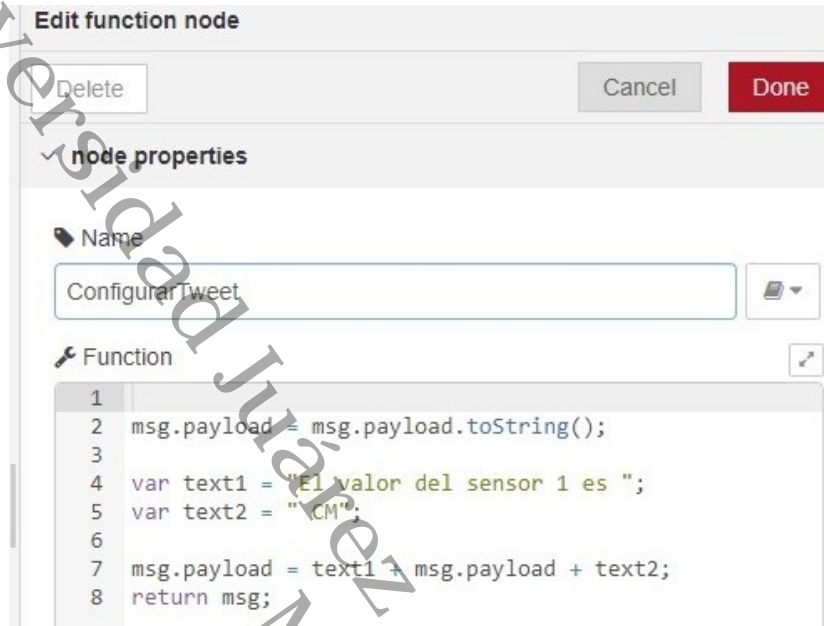 Edit function node
Delete
Cancel
Done
node properties
Name
ConfigurarTweet
Function
1
2 msg.payload = msg.payload.toString();
3
4 var text1 = "El valor del sensor 1 es ";
5 var text2 = " CM";
6
7 msg.payload = text1 + msg.payload + text2;
8 return msg;
versidad Juárez